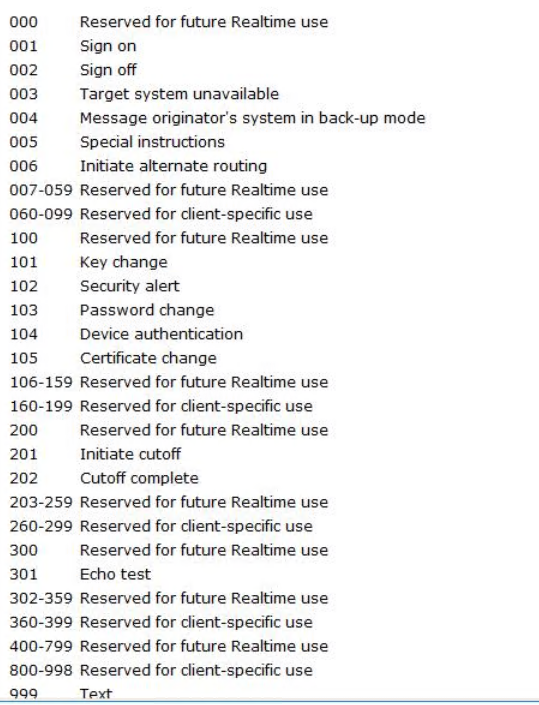 000 Reserved for future Realtime use
001 Sign on
002 Sign off
003 Target system unavailable
004 Message originator's system in back-up mode
005 Special instructions
006 Initiate alternate routing
007-059 Reserved for future Realtime use
060-099 Reserved for client-specific use
100 Reserved for future Realtime use
101 Key change
102 Security alert
103 Password change
104 Device authentication
105 Certificate change
106-159 Reserved for future Realtime use
160-199 Reserved for client-specific use
200 Reserved for future Realtime use
201 Initiate cutoff
202 Cutoff complete
203-259 Reserved for future Realtime use
260-299 Reserved for client-specific use
300 Reserved for future Realtime use
301 Echo test
302-359 Reserved for future Realtime use
360-399 Reserved for client-specific use
400-799 Reserved for future Realtime use
800-998 Reserved for client-specific use
999 Text